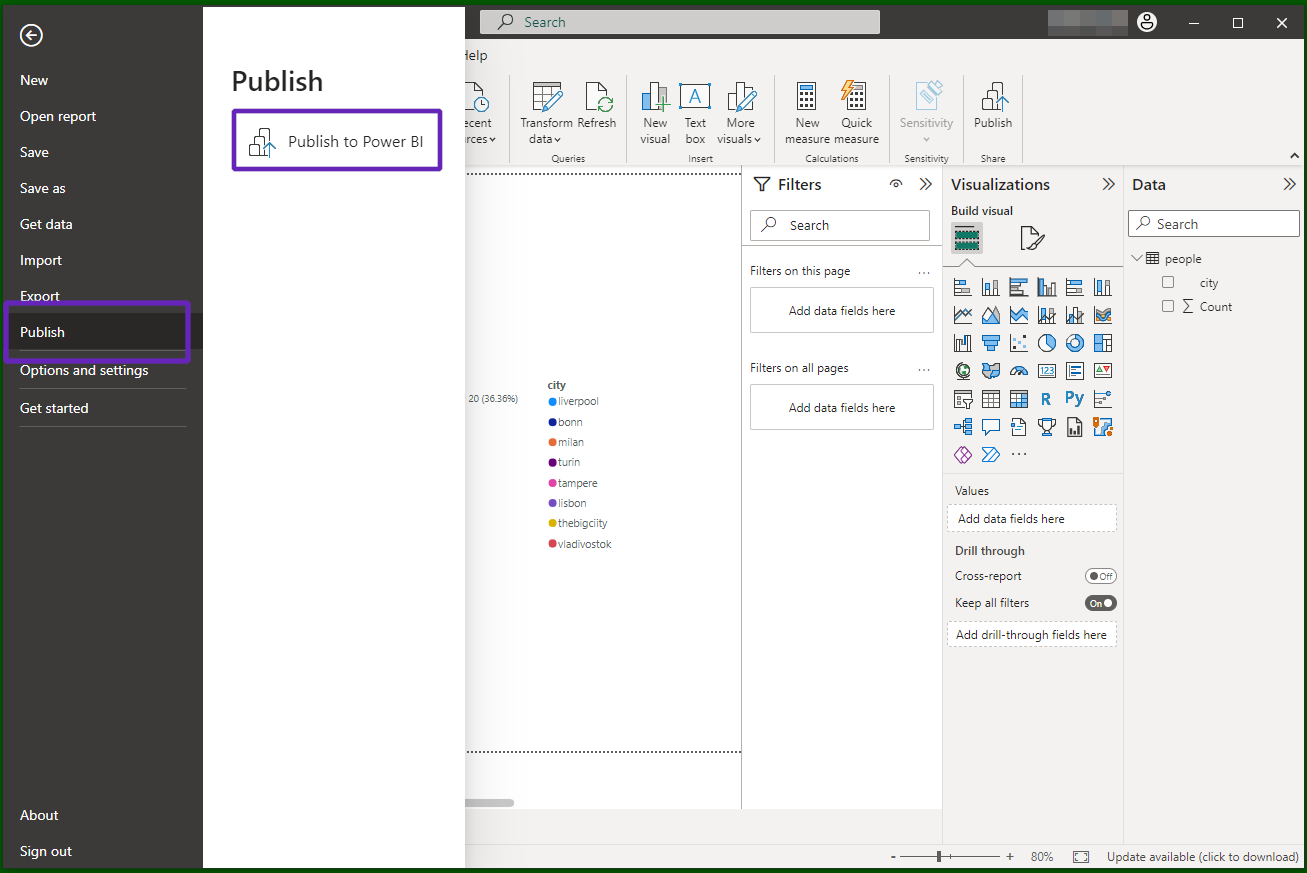 New
Open report
Save
Save as
Get data
Import
Export
Publish
Options and settings
Get started
About
Sign out
Publish
Publish to Power BI
Search
Help
ecent
rces
Transform
data
Refresh
Queries
New
visual
Text
box
More
visuals
Insert
New
measure
Quick
measure
Calculations
Sensitivity
Sensitivity
Publish
Share
20 (36.36%)
city
liverpool
bonn
milan
turin
tampere
lisbon
thebigciity
vladivostok
Filters
Search
Filters on this page
...
Add data fields here
Filters on all pages
...
Add data fields here
Visualizations
Build visual
123
R
Py
...
Values
Add data fields here
Drill through
Cross-report
Off
Keep all filters
On
Add drill-through fields here
Data
Search
people
city
Σ Count
- + 80%
Update available (click to download)